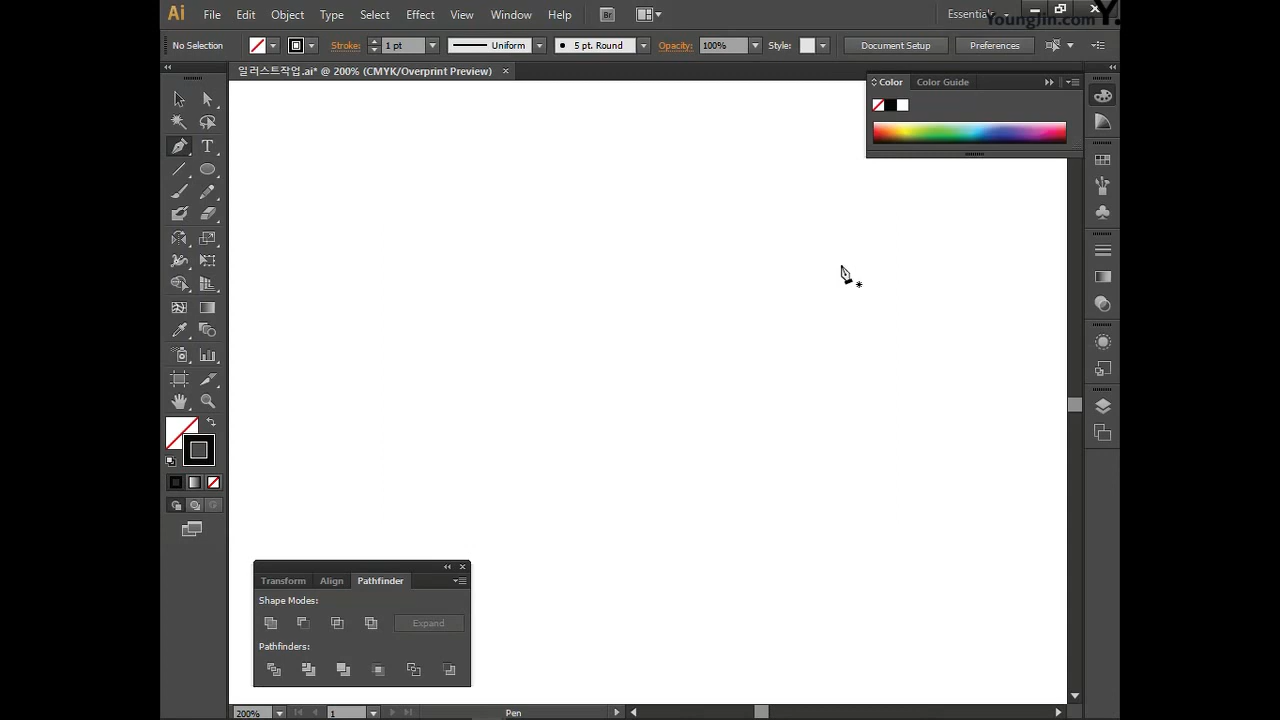 Ai File Edit Object Type Select Effect View Window Help Br Essentials
YoungJin.com Y.
No Selection Stroke: 1 pt Uniform 5 pt. Round Opacity: 100% Style: Document Setup Preferences
일러스트작업.ai* @ 200% (CMYK/Overprint Preview) ×
Color Color Guide
T
Transform Align Pathfinder
Shape Modes:
Expand
Pathfinders:
200% 1 Pen